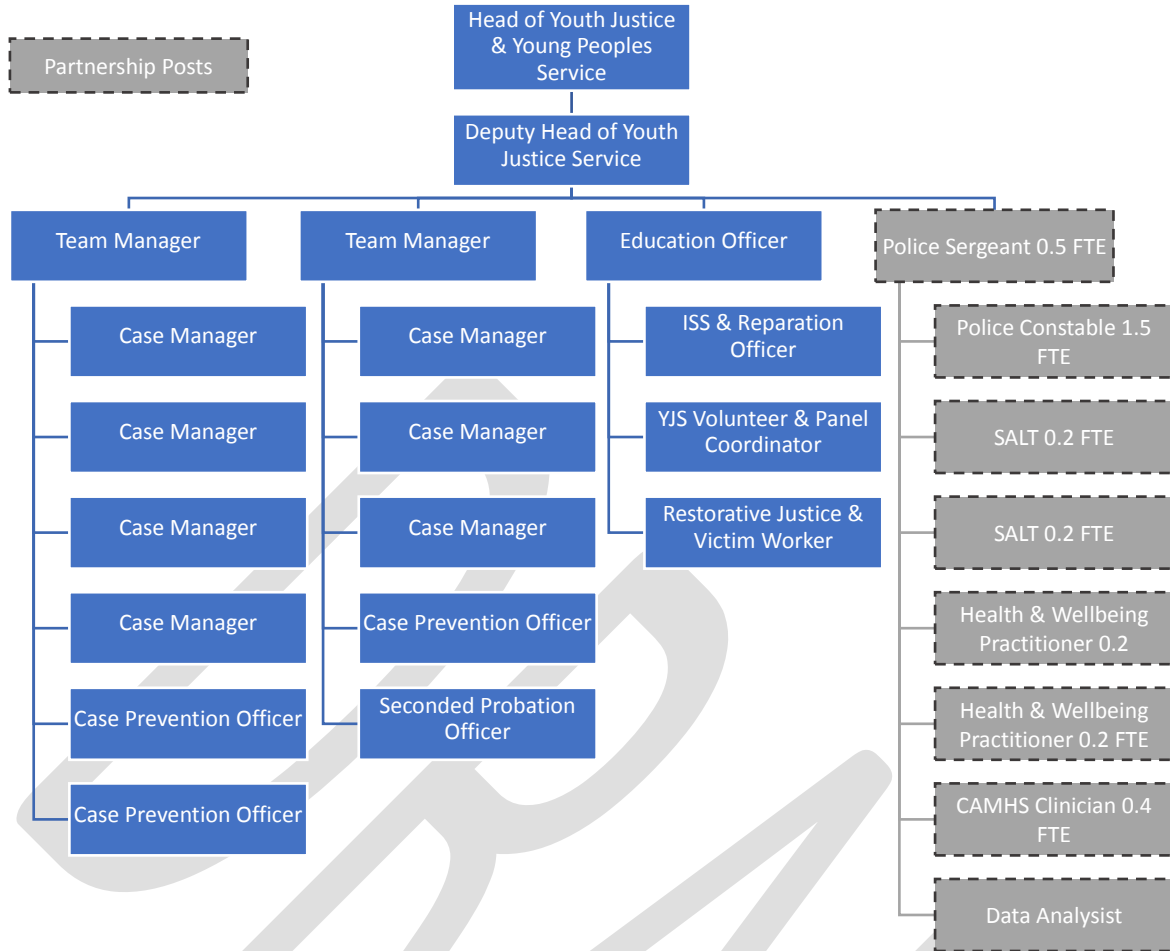 Head of Youth Justice
& Young Peoples
Service
Partnership Posts
Deputy Head of Youth
Justice Service
Team Manager
Team Manager
Education Officer
Police Sergeant 0.5 FTE
Case Manager
Case Manager
Case Manager
Case Manager
Case Prevention Officer
Case Prevention Officer
Case Manager
Case Manager
Case Manager
Case Prevention Officer
Seconded Probation
Officer
ISS & Reparation
Officer
YJS Volunteer & Panel
Coordinator
Restorative Justice &
Victim Worker
Police Constable 1.5
FTE
SALT 0.2 FTE
SALT 0.2 FTE
Health & Wellbeing
Practitioner 0.2
Health & Wellbeing
Practitioner 0.2 FTE
CAMHS Clinician 0.4
FTE
Data Analysist